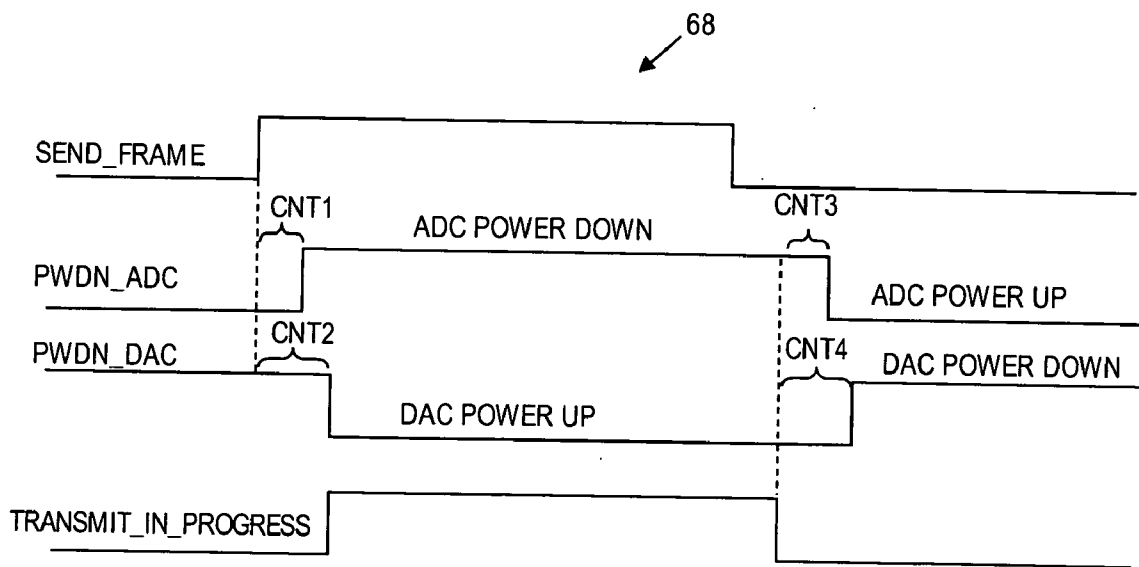 68
SEND_FRAME
CNT1
ADC POWER DOWN
CNT3
PWDN_ADC
ADC POWER UP
CNT2
PWDN_DAC
CNT4
DAC POWER DOWN
DAC POWER UP
TRANSMIT_IN_PROGRESS